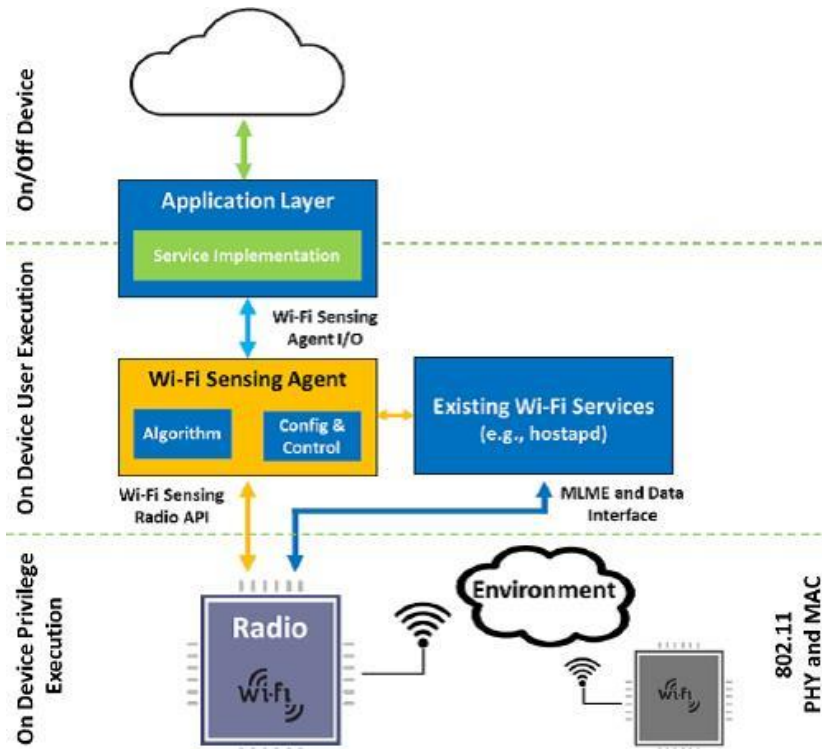 On/Off Device
Application Layer
Service Implementation
On Device User Execution
Wi-Fi Sensing
Agent I/O
Wi-Fi Sensing Agent
Algorithm
Config &
Control
Existing Wi-Fi Services
(e.g., hostapd)
Wi-Fi Sensing
Radio API
MLME and Data
Interface
On Device Privilege
Execution
Radio
Wi-Fi
Environment
Wi-Fi
802.11
PHY and MAC